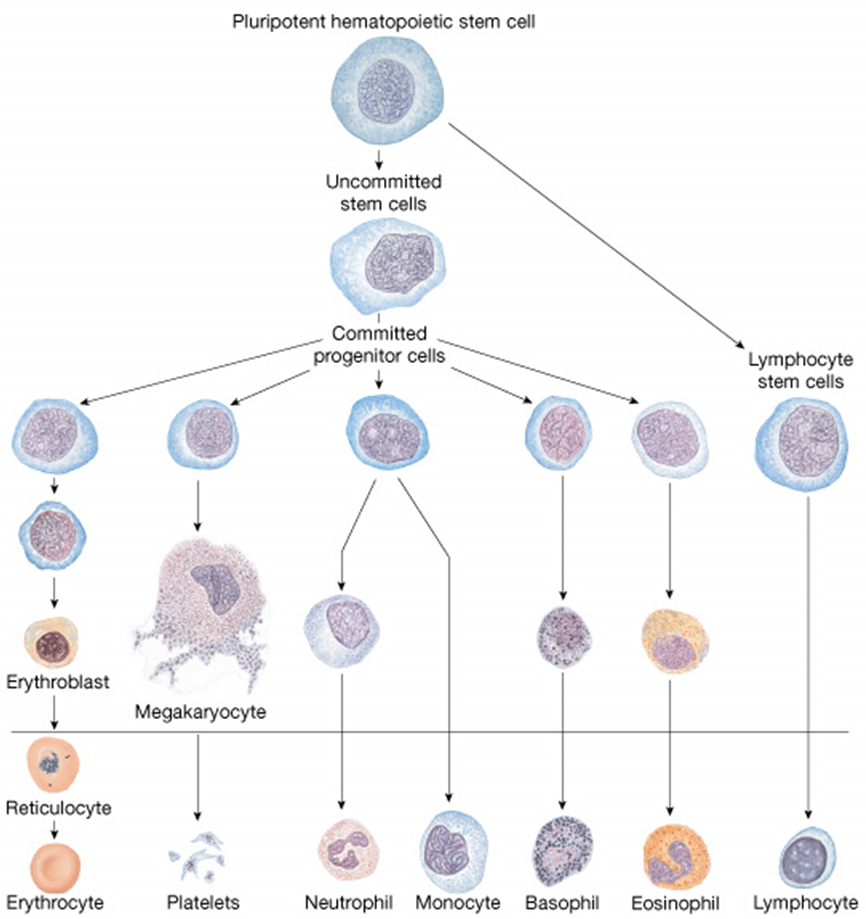 Pluripotent hematopoietic stem cell
Uncommitted
stem cells
Committed
progenitor cells
Lymphocyte
stem cells
Erythroblast
Megakaryocyte
Reticulocyte
Erythrocyte
Platelets
Neutrophil
Monocyte
Basophil
Eosinophil
Lymphocyte